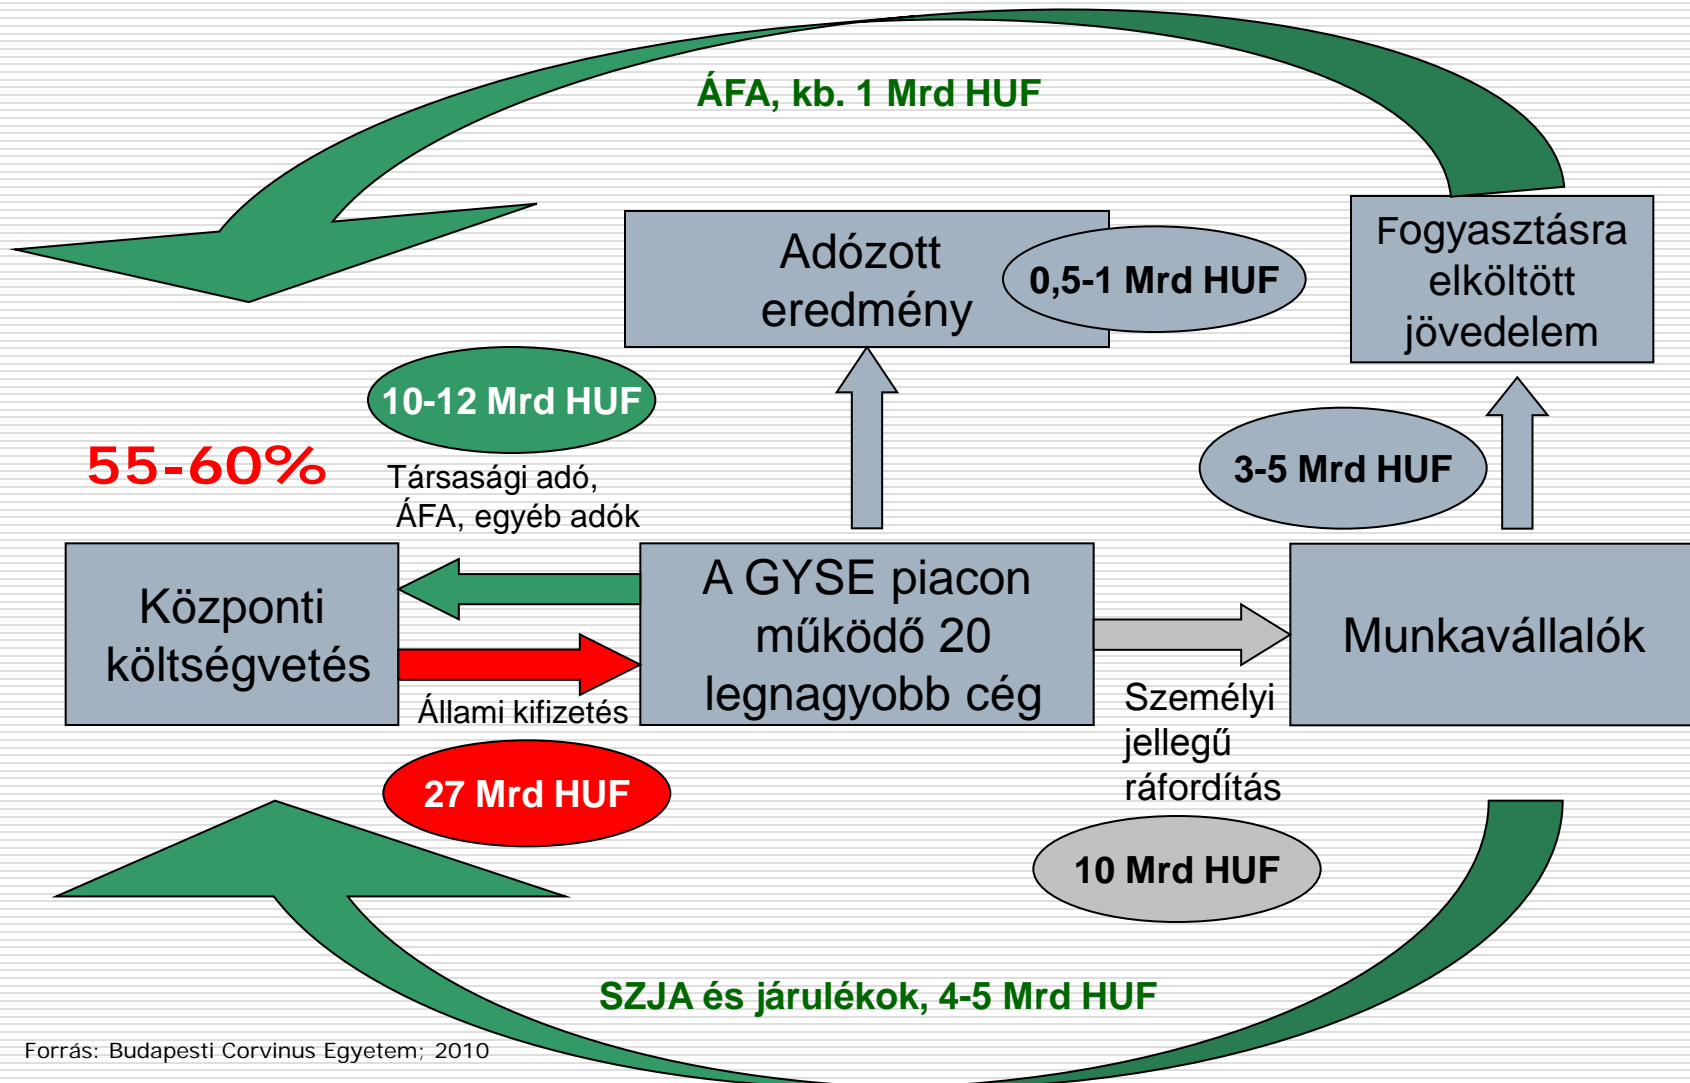 ÁFA, kb. 1 Mrd HUF
Adózott
eredmény
0,5-1 Mrd HUF
Fogyasztásra
elköltött
jövedelem
10-12 Mrd HUF
55-60%
Társasági adó,
ÁFA, egyéb adók
3-5 Mrd HUF
Központi
költségvetés
A GYSE piacon
működő 20
legnagyobb cég
Munkavállalók
Állami kifizetés
27 Mrd HUF
Személyi
jellegű
ráfordítás
10 Mrd HUF
SZJA és járulékok, 4-5 Mrd HUF
Forrás: Budapesti Corvinus Egyetem; 2010